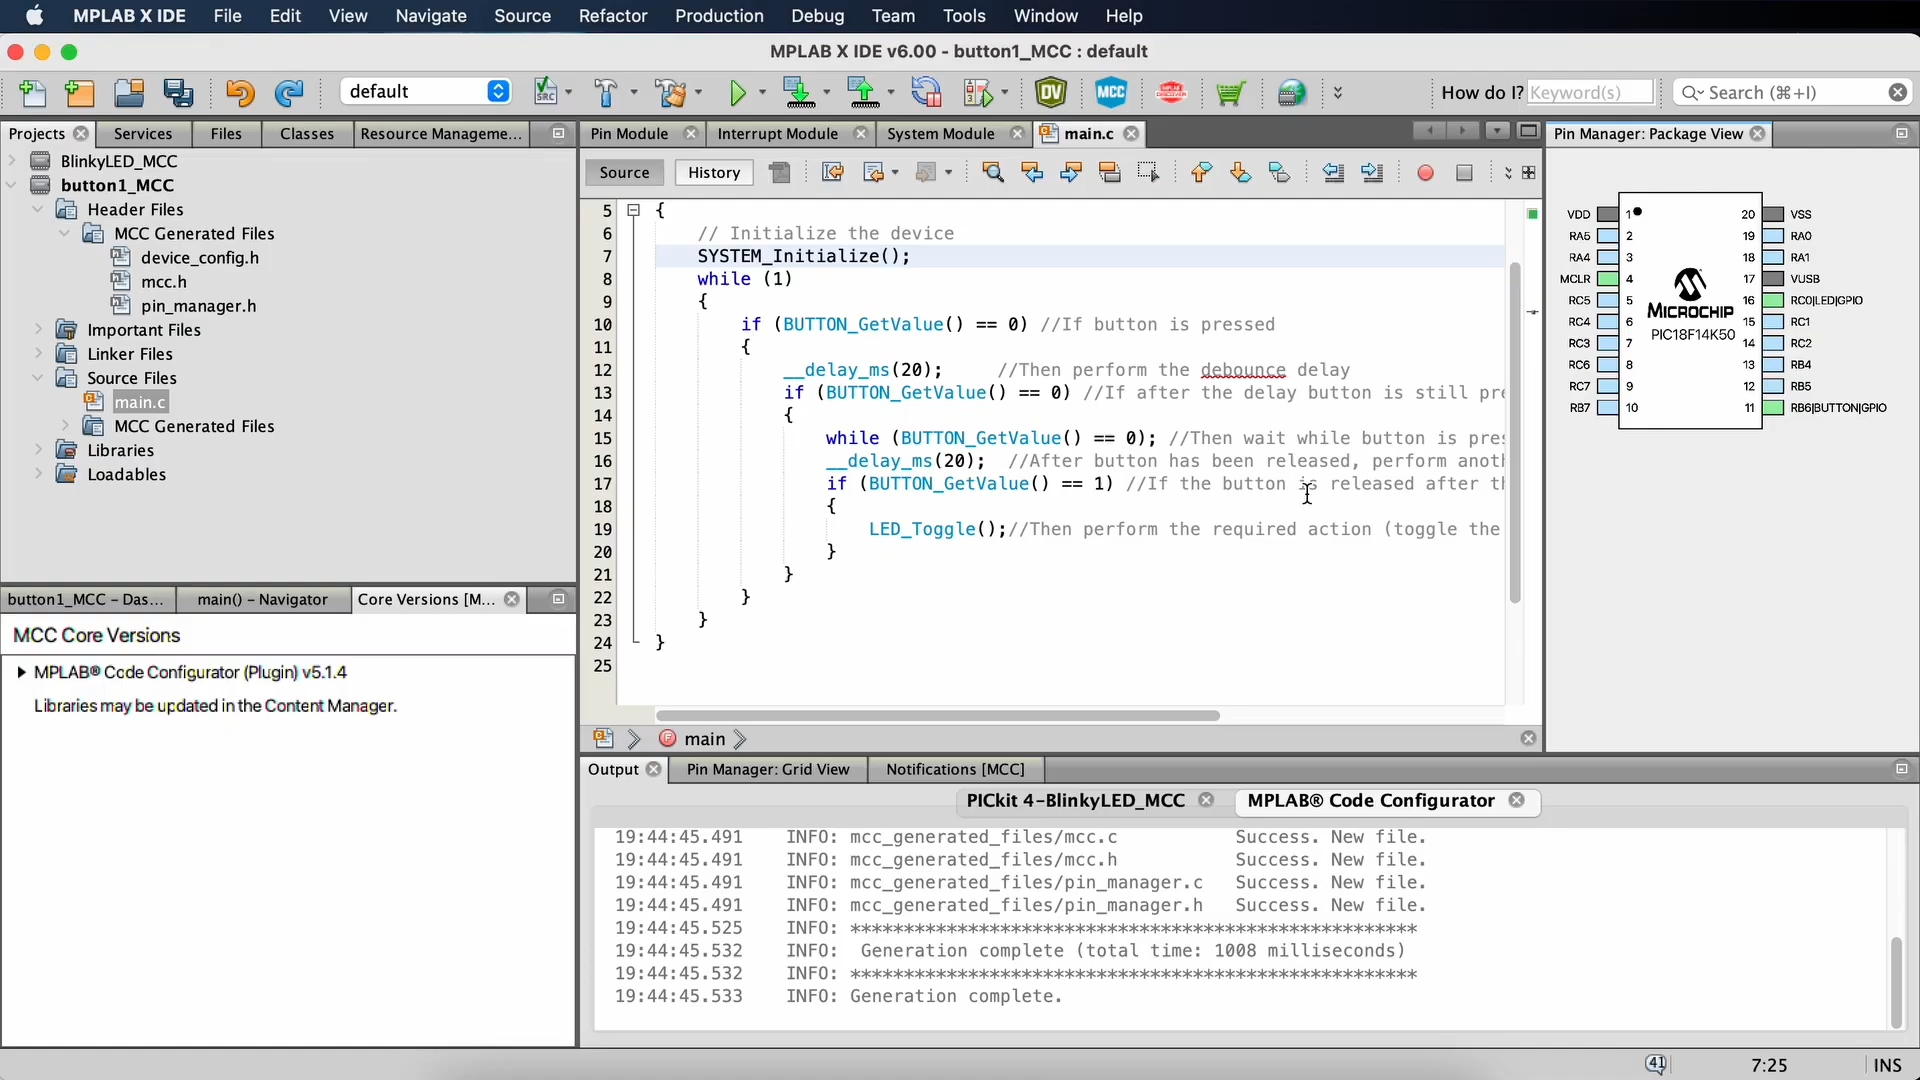 MPLAB X IDE File Edit View Navigate Source Refactor Production Debug Team Tools Window Help
MPLAB X IDE v6.00 - button1_MCC : default
default
SRC
DV
MCC
How do I? Keyword(s)
Search (⌘+I)
Projects Services Files Classes Resource Manageme...
BlinkyLED_MCC
button1_MCC
Header Files
MCC Generated Files
device_config.h
mcc.h
pin_manager.h
Important Files
Linker Files
Source Files
main.c
MCC Generated Files
Libraries
Loadables
button1_MCC - Das... main() - Navigator Core Versions [M...
MCC Core Versions
MPLAB® Code Configurator (Plugin) v5.1.4
Libraries may be updated in the Content Manager.
Pin Module Interrupt Module System Module main.c
Source History
5 {
6 // Initialize the device
7 SYSTEM_Initialize();
8 while (1)
9 {
10 if (BUTTON_GetValue() == 0) //If button is pressed
11 {
12 __delay_ms(20); //Then perform the debounce delay
13 if (BUTTON_GetValue() == 0) //If after the delay button is still pre
14 {
15 while (BUTTON_GetValue() == 0); //Then wait while button is pres
16 __delay_ms(20); //After button has been released, perform anoth
17 if (BUTTON_GetValue() == 1) //If the button is released after th
18 {
19 LED_Toggle();//Then perform the required action (toggle the
20 }
21 }
22 }
23 }
24 }
25
main
Pin Manager: Package View
VDD 1 20 VSS
RA5 2 19 RA0
RA4 3 18 RA1
MCLR 4 17 VUSB
RC5 5 16 RC0|LED|GPIO
RC4 6 15 RC1
RC3 7 14 RC2
RC6 8 13 RB4
RC7 9 12 RB5
RB7 10 11 RB6|BUTTON|GPIO
MICROCHIP
PIC18F14K50
Output Pin Manager: Grid View Notifications [MCC]
PICkit 4-BlinkyLED_MCC MPLAB® Code Configurator
19:44:45.491 INFO: mcc_generated_files/mcc.c Success. New file.
19:44:45.491 INFO: mcc_generated_files/mcc.h Success. New file.
19:44:45.491 INFO: mcc_generated_files/pin_manager.c Success. New file.
19:44:45.491 INFO: mcc_generated_files/pin_manager.h Success. New file.
19:44:45.525 INFO: *****************************************************
19:44:45.532 INFO: Generation complete (total time: 1008 milliseconds)
19:44:45.532 INFO: *****************************************************
19:44:45.533 INFO: Generation complete.
41 7:25 INS